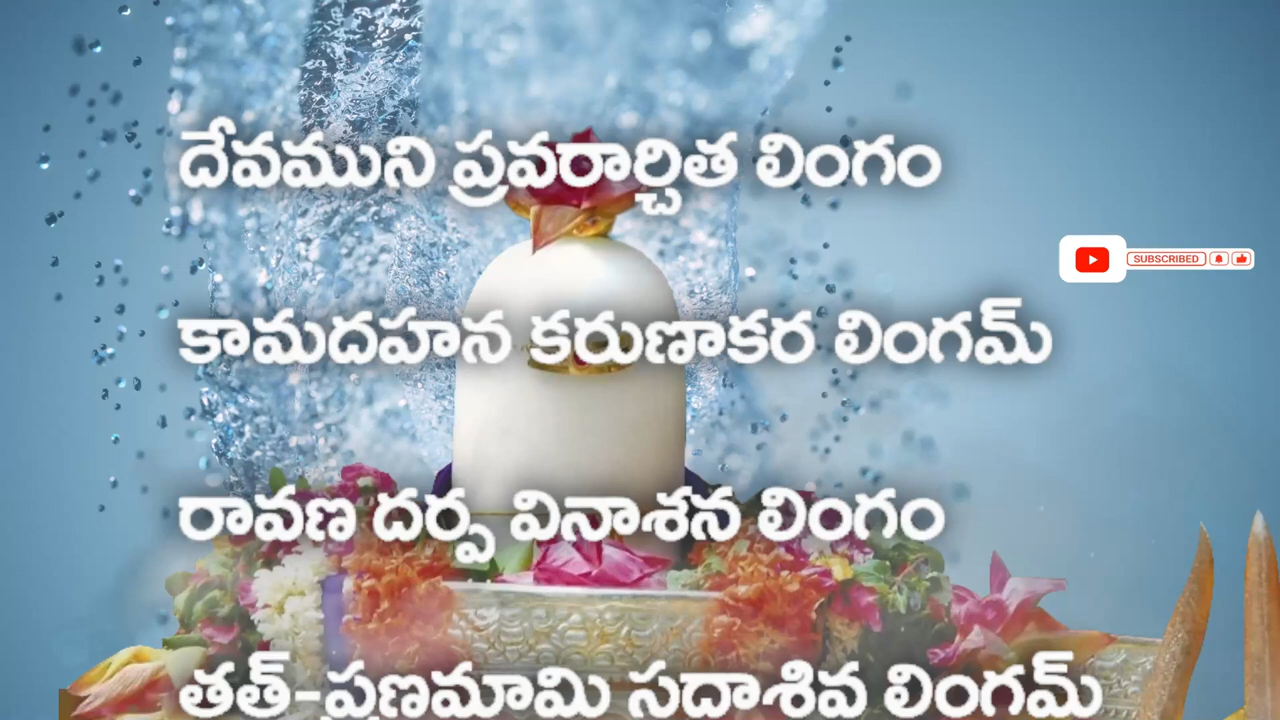 దేవముని ప్రవరార్చిత లింగం
కామదహన కరుణాకర లింగమ్
SUBSCRIBED
రావణ దర్ప వినాశన లింగం
తత్-ప్రణమామి సదాశివ లింగమ్